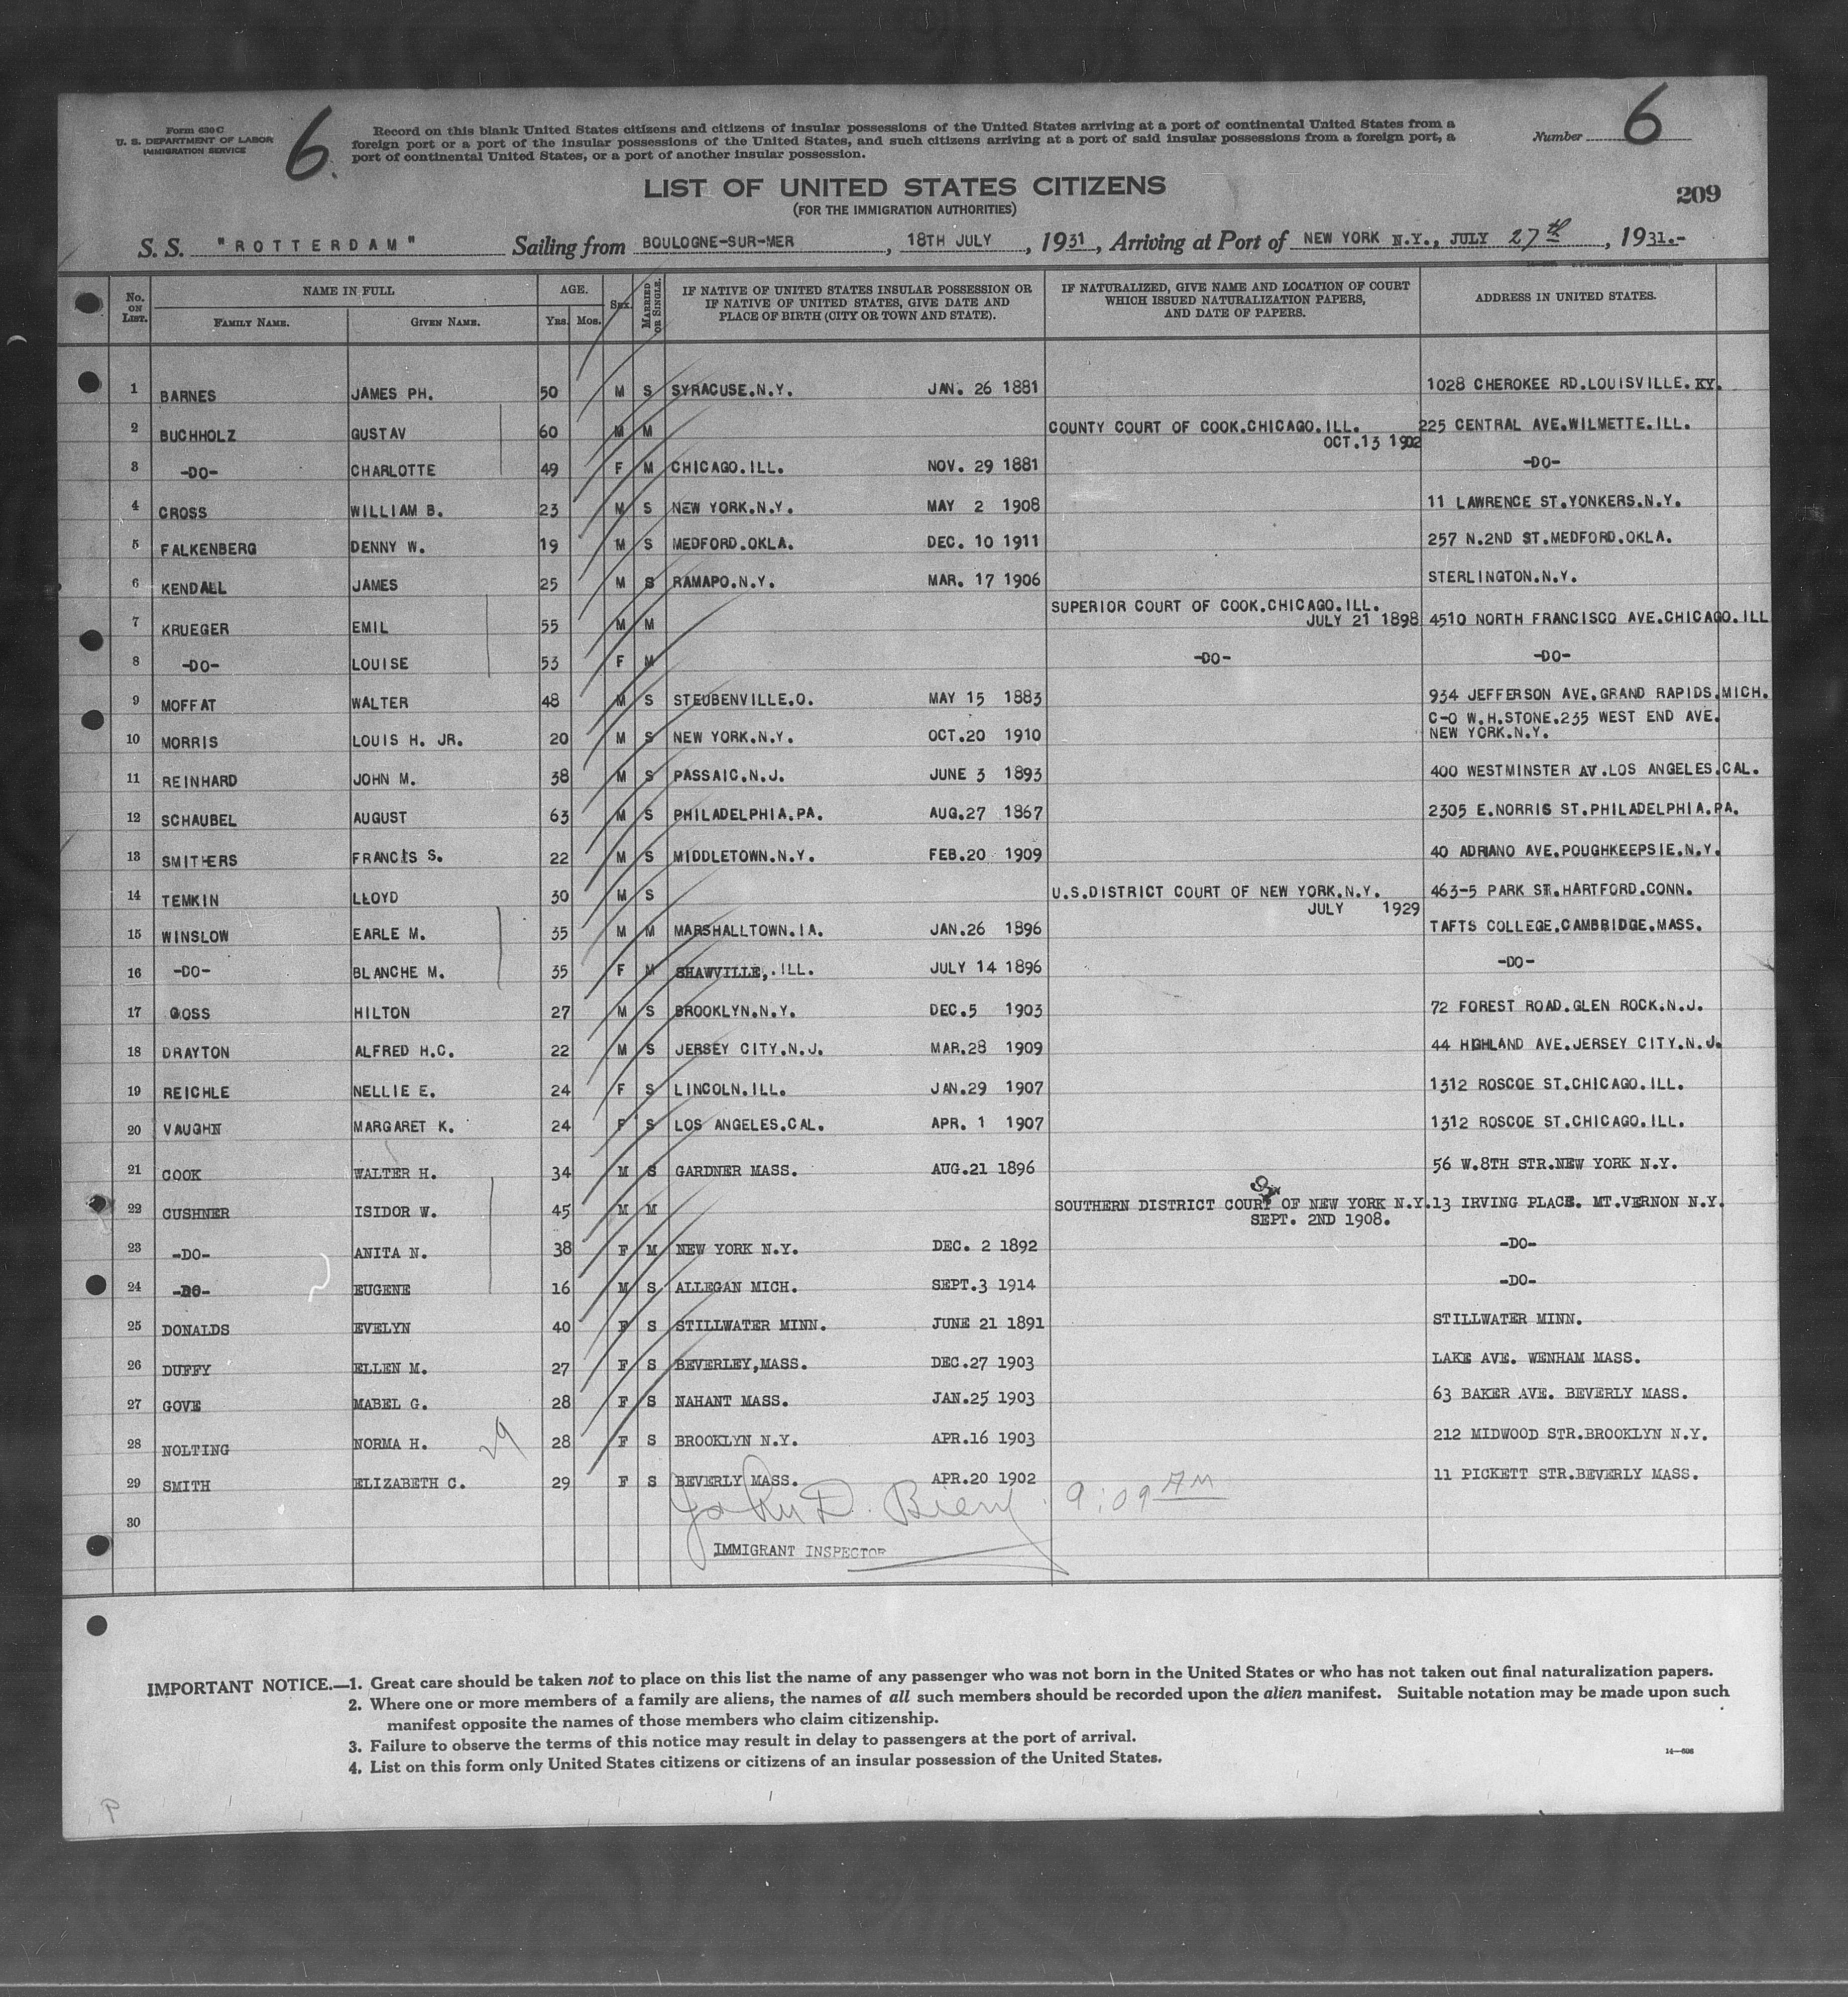 Form 630 C
U. S. DEPARTMENT OF LABOR
IMMIGRATION SERVICE
6.
Record on this blank United States citizens and citizens of insular possessions of the United States arriving at a port of continental United States from a
foreign port or a port of the insular possessions of the United States, and such citizens arriving at a port of said insular possessions from a foreign port, a
port of continental United States, or a port of another insular possession.
Number 6
LIST OF UNITED STATES CITIZENS
(FOR THE IMMIGRATION AUTHORITIES)
209
S. S. "ROTTERDAM" Sailing from BOULOGNE-SUR-MER, 18TH JULY, 1931, Arriving at Port of NEW YORK N.Y., JULY 27th, 1931.-
No. ON LIST. NAME IN FULL FAMILY NAME. GIVEN NAME. AGE. Yrs. Mos. SEX. MARRIED OR SINGLE. IF NATIVE OF UNITED STATES INSULAR POSSESSION OR IF NATIVE OF UNITED STATES, GIVE DATE AND PLACE OF BIRTH (CITY OR TOWN AND STATE). IF NATURALIZED, GIVE NAME AND LOCATION OF COURT WHICH ISSUED NATURALIZATION PAPERS, AND DATE OF PAPERS. ADDRESS IN UNITED STATES.
1 BARNES JAMES PH. 50 M S SYRACUSE.N.Y. JAN. 26 1881 1028 CHEROKEE RD.LOUISVILLE.KY.
2 BUCHHOLZ GUSTAV 60 M M COUNTY COURT OF COOK.CHICAGO.ILL. OCT.13 1902 225 CENTRAL AVE.WILMETTE.ILL.
3 -DO- CHARLOTTE 49 F M CHICAGO.ILL. NOV. 29 1881 -DO-
4 CROSS WILLIAM B. 23 M S NEW YORK.N.Y. MAY 2 1908 11 LAWRENCE ST.YONKERS.N.Y.
5 FALKENBERG DENNY W. 19 M S MEDFORD.OKLA. DEC. 10 1911 257 N.2ND ST.MEDFORD.OKLA.
6 KENDALL JAMES 25 M S RAMAPO.N.Y. MAR. 17 1906 STERLINGTON.N.Y.
7 KRUEGER EMIL 55 M M SUPERIOR COURT OF COOK.CHICAGO.ILL. JULY 21 1898 4510 NORTH FRANCISCO AVE.CHICAGO.ILL
8 -DO- LOUISE 53 F M -DO- -DO-
9 MOFFAT WALTER 48 M S STEUBENVILLE.O. MAY 15 1883 934 JEFFERSON AVE.GRAND RAPIDS.MICH.
10 MORRIS LOUIS H. JR. 20 M S NEW YORK.N.Y. OCT.20 1910 C-O W.H.STONE.235 WEST END AVE. NEW YORK.N.Y.
11 REINHARD JOHN M. 38 M S PASSAIC.N.J. JUNE 3 1893 400 WESTMINSTER AV.LOS ANGELES.CAL.
12 SCHAUBEL AUGUST 63 M S PHILADELPHIA.PA. AUG.27 1867 2305 E.NORRIS ST.PHILADELPHIA.PA.
13 SMITHERS FRANCIS S. 22 M S MIDDLETOWN.N.Y. FEB.20 1909 40 ADRIANO AVE.POUGHKEEPSIE.N.Y.
14 TEMKIN LLOYD 30 M S U.S.DISTRICT COURT OF NEW YORK.N.Y. JULY 1929 463-5 PARK ST.HARTFORD.CONN.
15 WINSLOW EARLE M. 35 M M MARSHALLTOWN.IA. JAN.26 1896 TAFTS COLLEGE.CAMBRIDGE.MASS.
16 -DO- BLANCHE M. 35 F M SHAWVILLE,.ILL. JULY 14 1896 -DO-
17 GOSS HILTON 27 M S BROOKLYN.N.Y. DEC.5 1903 72 FOREST ROAD.GLEN ROCK.N.J.
18 DRAYTON ALFRED H.C. 22 M S JERSEY CITY.N.J. MAR.28 1909 44 HIGHLAND AVE.JERSEY CITY.N.J.
19 REICHLE NELLIE E. 24 F S LINCOLN.ILL. JAN.29 1907 1312 ROSCOE ST.CHICAGO.ILL.
20 VAUGHN MARGARET K. 24 F S LOS ANGELES.CAL. APR. 1 1907 1312 ROSCOE ST.CHICAGO.ILL.
21 COOK WALTER H. 34 M S GARDNER MASS. AUG.21 1896 56 W.8TH STR.NEW YORK N.Y.
22 CUSHNER ISIDOR W. 45 M M SOUTHERN DISTRICT COURT OF NEW YORK N.Y. SEPT. 2ND 1908. 13 IRVING PLACE. MT.VERNON N.Y.
23 -DO- ANITA N. 38 F M NEW YORK N.Y. DEC. 2 1892 -DO-
24 -DO- EUGENE 16 M S ALLEGAN MICH. SEPT.3 1914 -DO-
25 DONALDS EVELYN 40 F S STILLWATER MINN. JUNE 21 1891 STILLWATER MINN.
26 DUFFY ELLEN M. 27 F S BEVERLEY,MASS. DEC.27 1903 LAKE AVE. WENHAM MASS.
27 GOVE MABEL G. 28 F S NAHANT MASS. JAN.25 1903 63 BAKER AVE. BEVERLY MASS.
28 NOLTING NORMA H. 29 28 F S BROOKLYN N.Y. APR.16 1903 212 MIDWOOD STR.BROOKLYN N.Y.
29 SMITH ELIZABETH C. 29 F S BEVERLY MASS. APR.20 1902 11 PICKETT STR.BEVERLY MASS.
30 John D. 9:09 AM
IMMIGRANT INSPECTOR
IMPORTANT NOTICE.—1. Great care should be taken not to place on this list the name of any passenger who was not born in the United States or who has not taken out final naturalization papers.
2. Where one or more members of a family are aliens, the names of all such members should be recorded upon the alien manifest. Suitable notation may be made upon such
manifest opposite the names of those members who claim citizenship.
3. Failure to observe the terms of this notice may result in delay to passengers at the port of arrival.
4. List on this form only United States citizens or citizens of an insular possession of the United States.
P